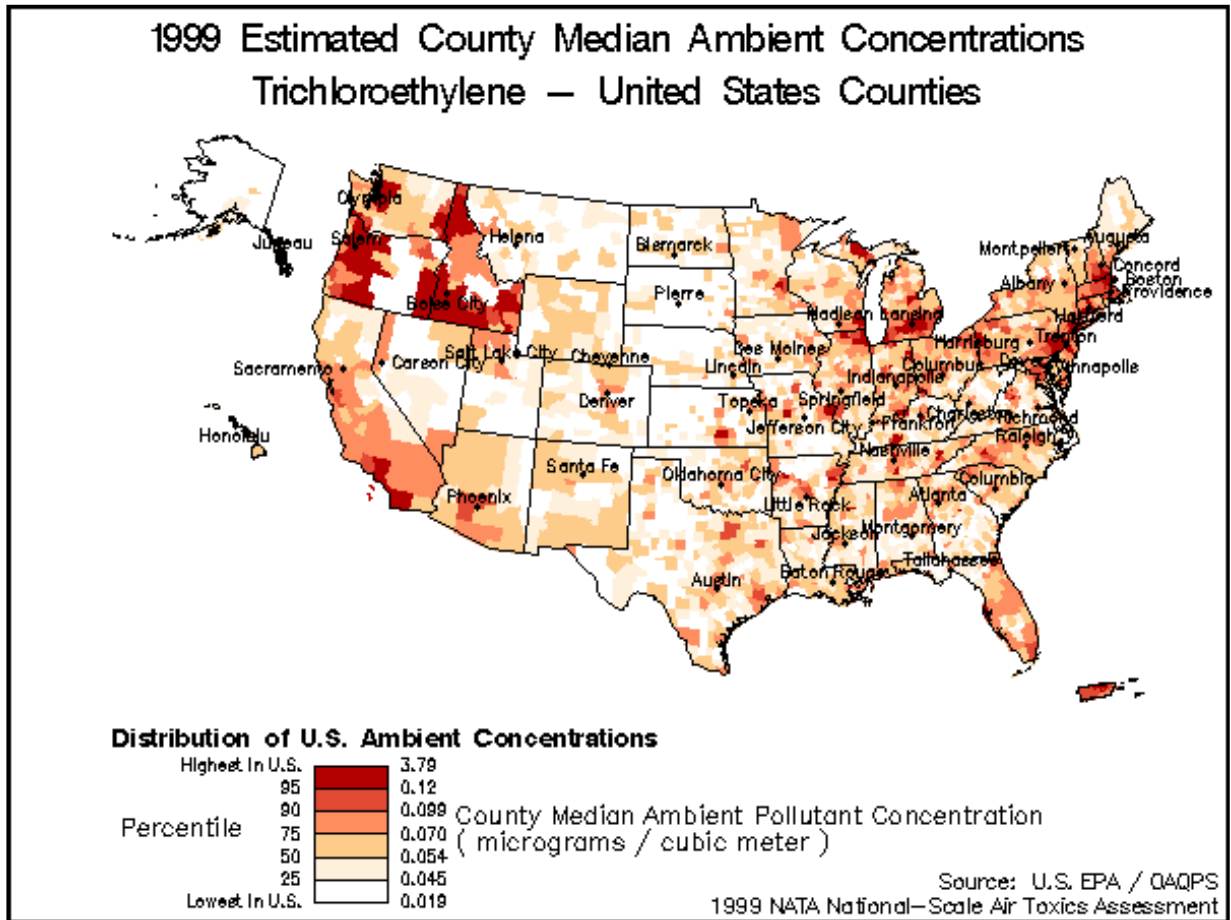 1999 Estimated County Median Ambient Concentrations
Trichloroethylene — United States Counties
Olympia
Juneau
Salem
Helena
Bismarck
Montpelier
Augusta
Concord
Boston
Albany
Providence
Hartford
Boise City
Pierre
Madison
Lansing
Harrisburg
Trenton
Salt Lake City
Cheyenne
Des Moines
Lincoln
Columbus
Annapolis
Sacramento
Carson City
Indianapolis
Denver
Topeka
Springfield
Charleston
Richmond
Jefferson City
Frankfort
Honolulu
Nashville
Raleigh
Santa Fe
Oklahoma City
Columbia
Phoenix
Little Rock
Atlanta
Jackson
Montgomery
Tallahassee
Austin
Baton Rouge
Distribution of U.S. Ambient Concentrations
Highest In U.S. 3.79
95 0.12
90 0.099
75 0.070
50 0.054
25 0.045
Lowest In U.S. 0.019
Percentile
County Median Ambient Pollutant Concentration
( micrograms / cubic meter )
Source: U.S. EPA / OAQPS
1999 NATA National-Scale Air Toxics Assessment